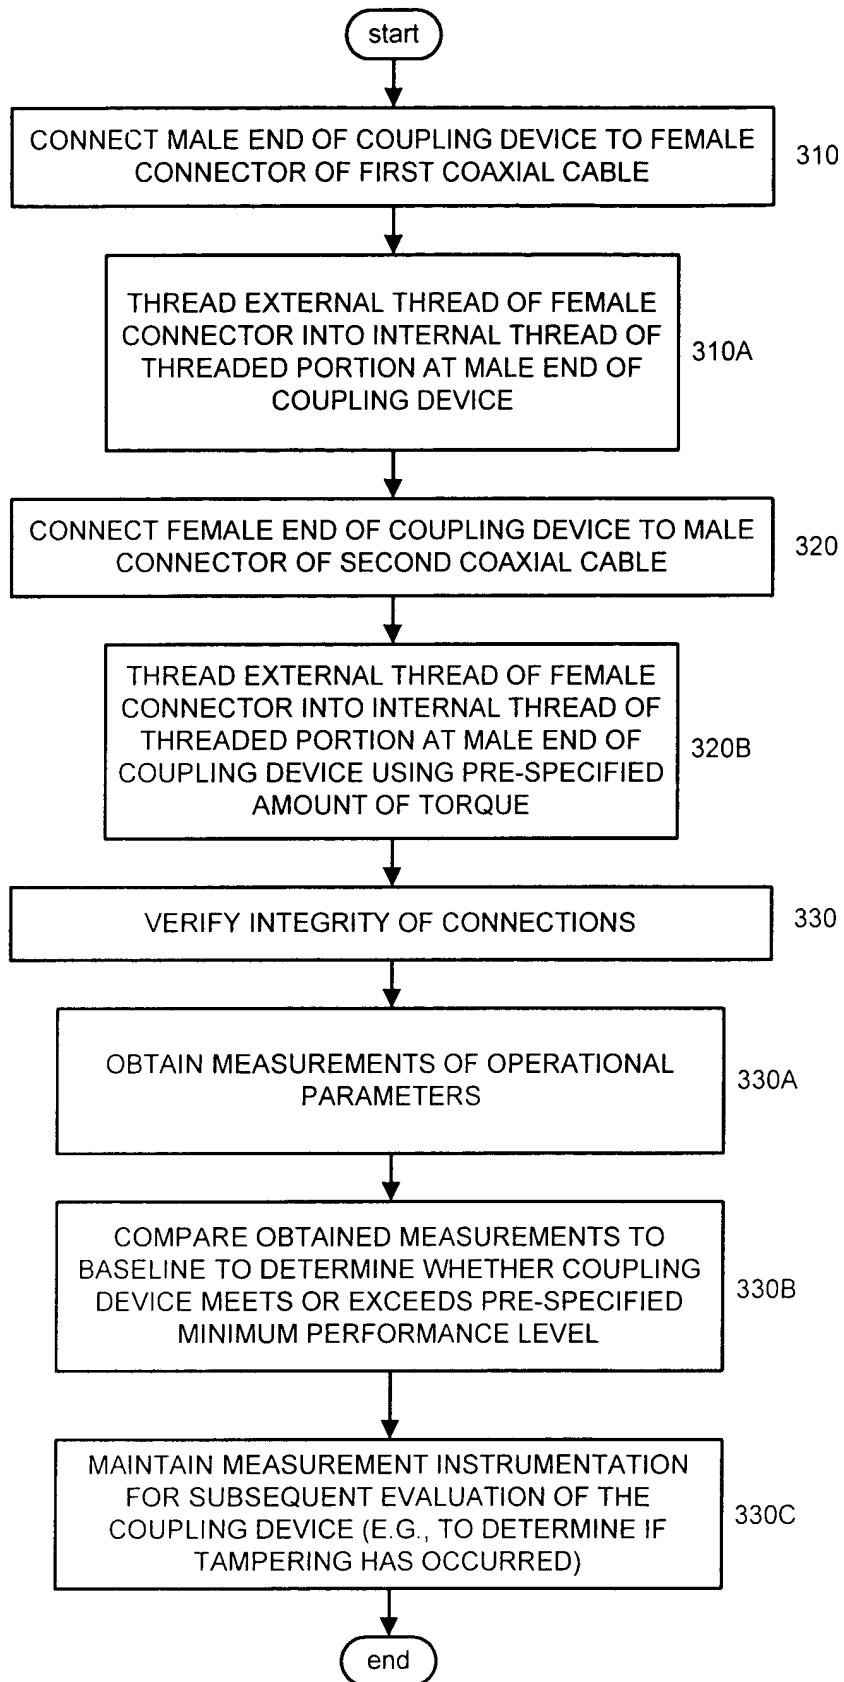 start
CONNECT MALE END OF COUPLING DEVICE TO FEMALE
CONNECTOR OF FIRST COAXIAL CABLE
310
THREAD EXTERNAL THREAD OF FEMALE
CONNECTOR INTO INTERNAL THREAD OF
THREADED PORTION AT MALE END OF
COUPLING DEVICE
310A
CONNECT FEMALE END OF COUPLING DEVICE TO MALE
CONNECTOR OF SECOND COAXIAL CABLE
320
THREAD EXTERNAL THREAD OF FEMALE
CONNECTOR INTO INTERNAL THREAD OF
THREADED PORTION AT MALE END OF
COUPLING DEVICE USING PRE-SPECIFIED
AMOUNT OF TORQUE
320B
VERIFY INTEGRITY OF CONNECTIONS
330
OBTAIN MEASUREMENTS OF OPERATIONAL
PARAMETERS
330A
COMPARE OBTAINED MEASUREMENTS TO
BASELINE TO DETERMINE WHETHER COUPLING
DEVICE MEETS OR EXCEEDS PRE-SPECIFIED
MINIMUM PERFORMANCE LEVEL
330B
MAINTAIN MEASUREMENT INSTRUMENTATION
FOR SUBSEQUENT EVALUATION OF THE
COUPLING DEVICE (E.G., TO DETERMINE IF
TAMPERING HAS OCCURRED)
330C
end